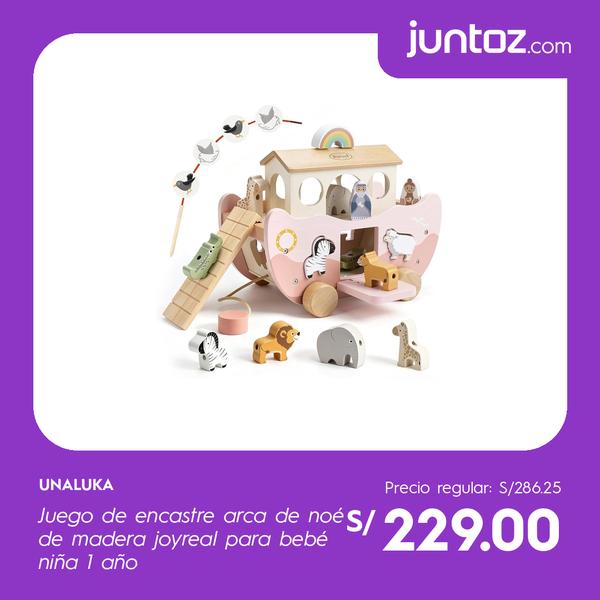 juntoz.com
UNALUKA
Juego de encastre arca de noé
de madera joyreal para bebé
niña 1 año
Precio regular: S/286.25
S/ 229.00